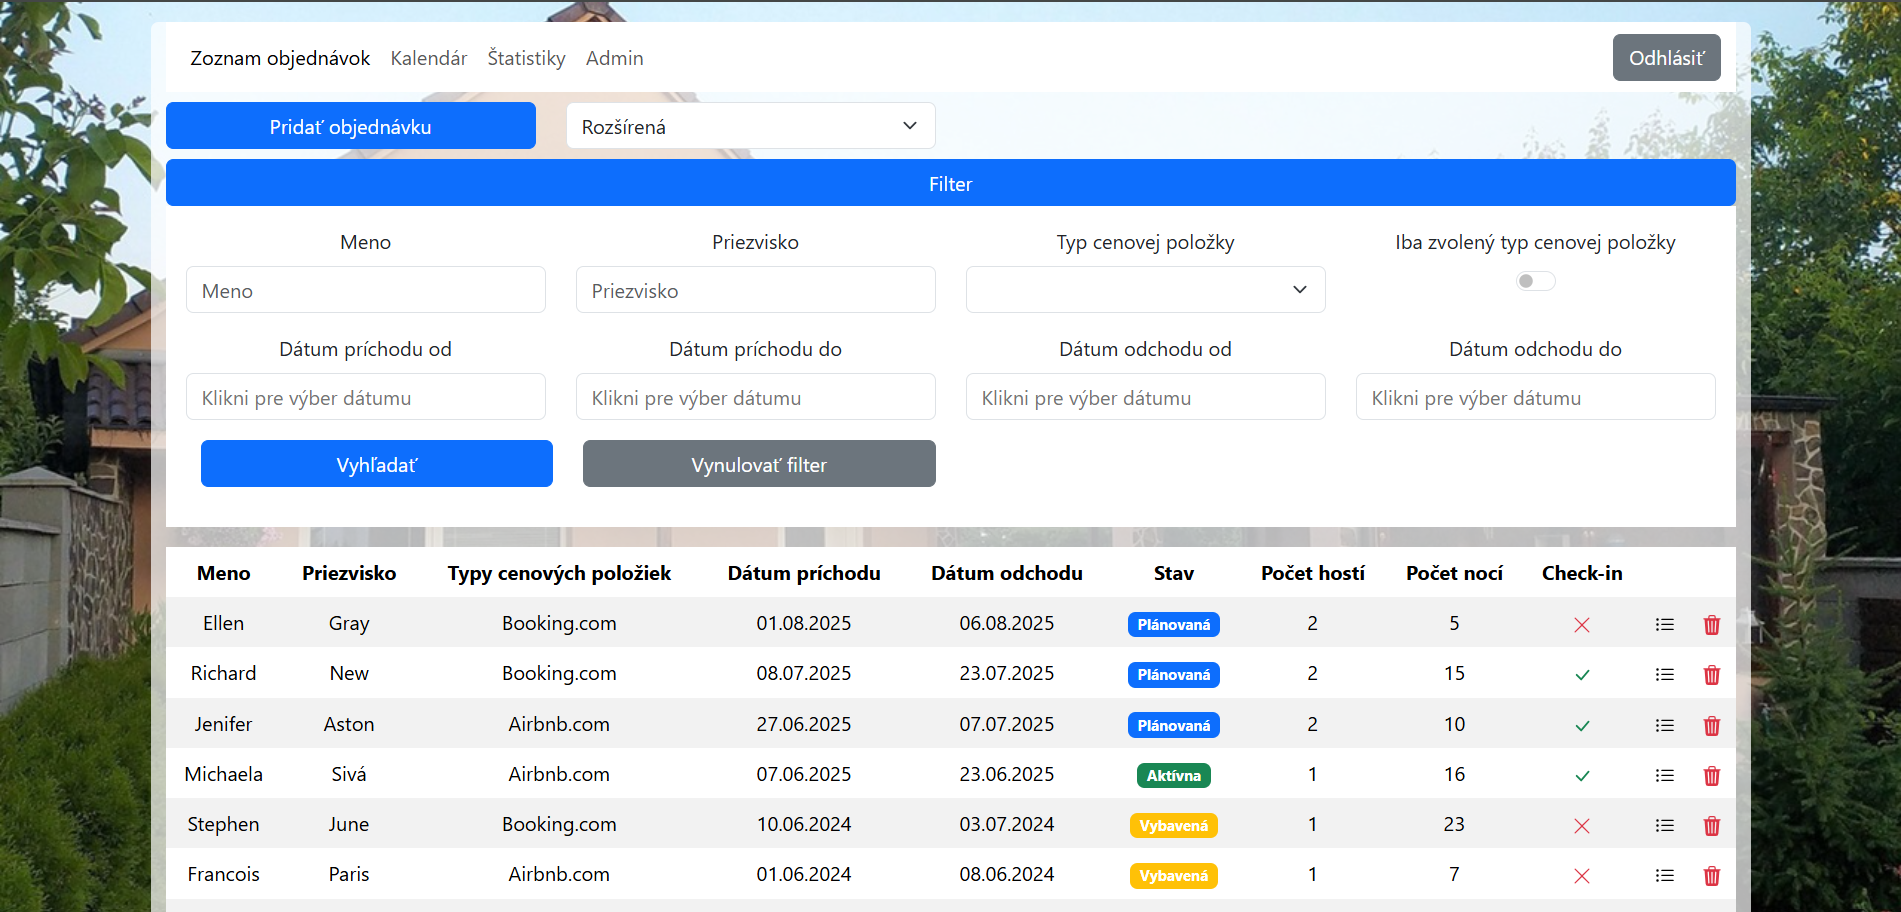 Zoznam objednávok Kalendár Štatistiky Admin Odhlásiť
Pridať objednávku Rozšírená
Filter
Meno Priezvisko Typ cenovej položky Iba zvolený typ cenovej položky
Meno Priezvisko
Dátum príchodu od Dátum príchodu do Dátum odchodu od Dátum odchodu do
Klikni pre výber dátumu Klikni pre výber dátumu Klikni pre výber dátumu Klikni pre výber dátumu
Vyhľadať Vynulovať filter
Meno Priezvisko Typy cenových položiek Dátum príchodu Dátum odchodu Stav Počet hostí Počet nocí Check-in
Ellen Gray Booking.com 01.08.2025 06.08.2025 Plánovaná 2 5
Richard New Booking.com 08.07.2025 23.07.2025 Plánovaná 2 15
Jenifer Aston Airbnb.com 27.06.2025 07.07.2025 Plánovaná 2 10
Michaela Sivá Airbnb.com 07.06.2025 23.06.2025 Aktívna 1 16
Stephen June Booking.com 10.06.2024 03.07.2024 Vybavená 1 23
Francois Paris Airbnb.com 01.06.2024 08.06.2024 Vybavená 1 7